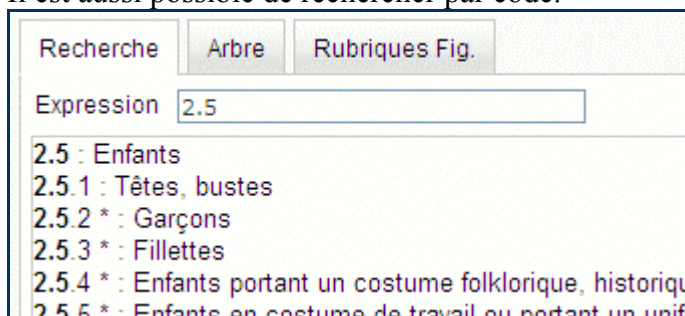 Il est aussi possible de rechercher par code.
Recherche Arbre Rubriques Fig.
Expression 2.5
2.5 : Enfants
2.5.1 : Têtes, bustes
2.5.2 * : Garçons
2.5.3 * : Fillettes
2.5.4 * : Enfants portant un costume folklorique, historiqu
2.5.5 * : Enfants en costume de travail ou portant un unif